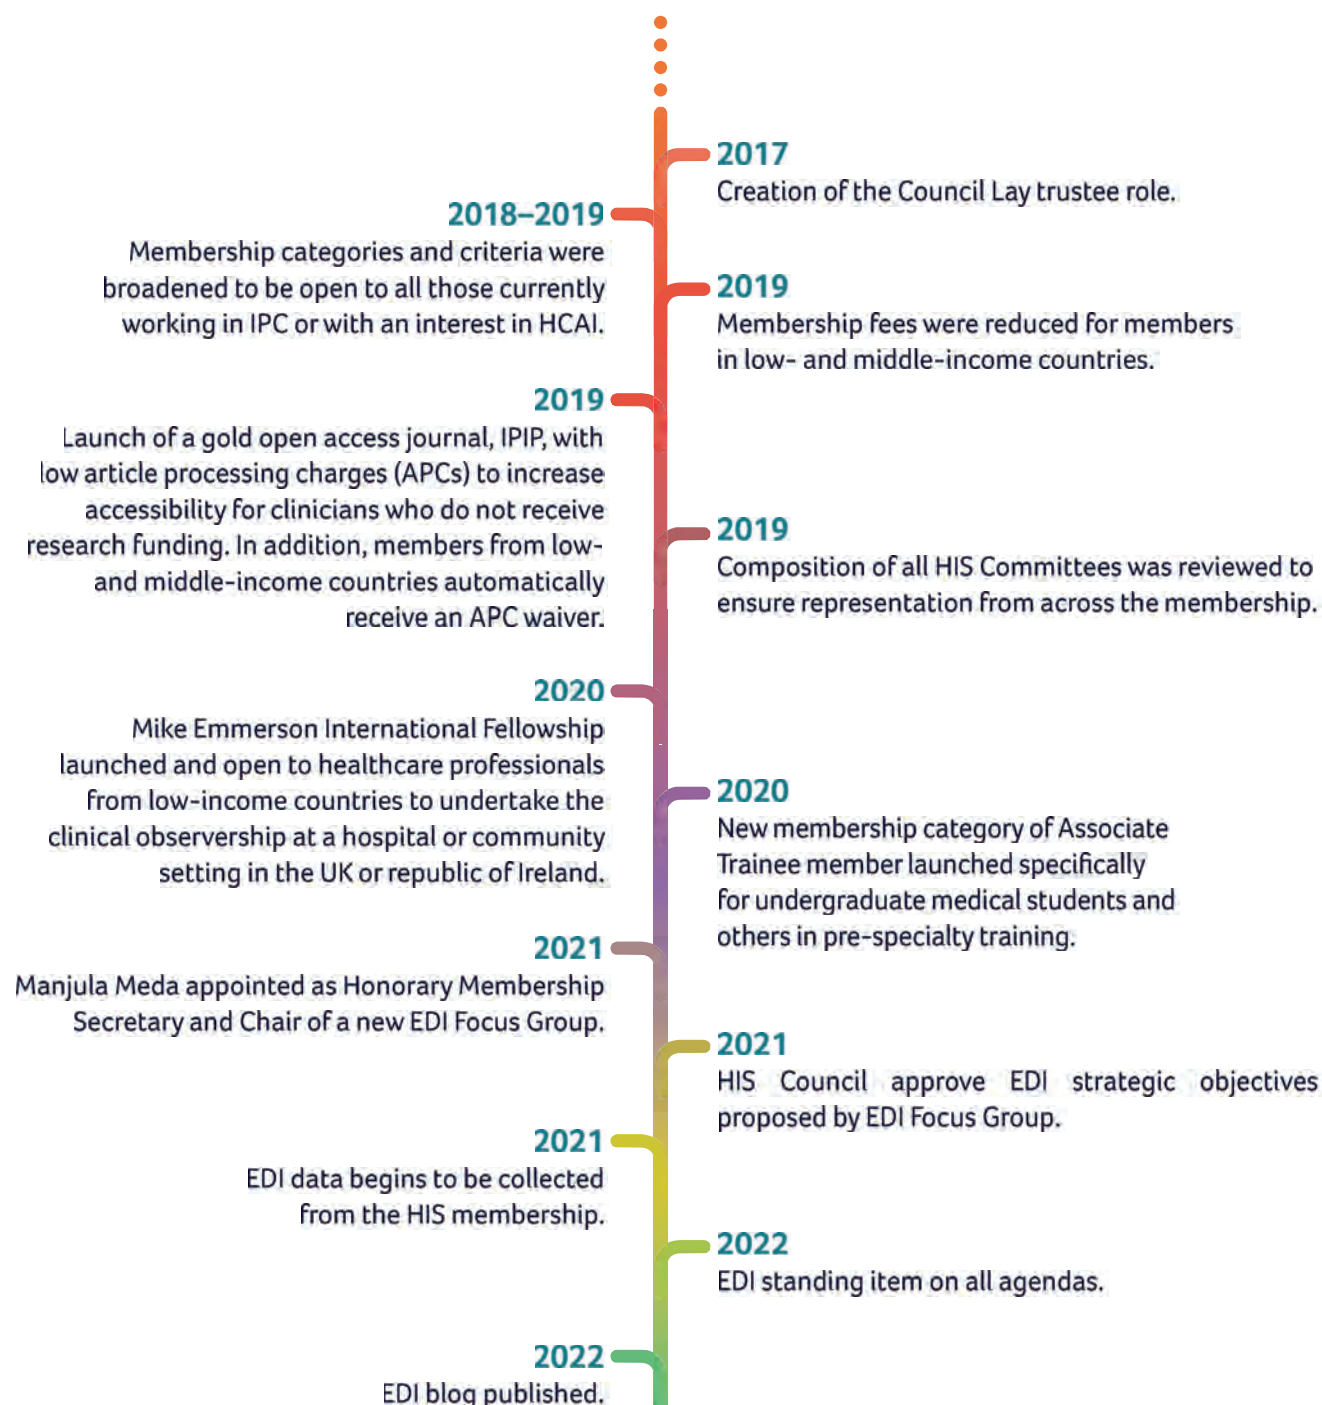 2017
Creation of the Council Lay trustee role.
2018–2019
Membership categories and criteria were
broadened to be open to all those currently
working in IPC or with an interest in HCAI.
2019
Membership fees were reduced for members
in low- and middle-income countries.
2019
Launch of a gold open access journal, IPIP, with
low article processing charges (APCs) to increase
accessibility for clinicians who do not receive
research funding. In addition, members from low-
and middle-income countries automatically
receive an APC waiver.
2019
Composition of all HIS Committees was reviewed to
ensure representation from across the membership.
2020
Mike Emmerson International Fellowship
launched and open to healthcare professionals
from low-income countries to undertake the
clinical observership at a hospital or community
setting in the UK or republic of Ireland.
2020
New membership category of Associate
Trainee member launched specifically
for undergraduate medical students and
others in pre-specialty training.
2021
Manjula Meda appointed as Honorary Membership
Secretary and Chair of a new EDI Focus Group.
2021
HIS Council approve EDI strategic objectives
proposed by EDI Focus Group.
2021
EDI data begins to be collected
from the HIS membership.
2022
EDI standing item on all agendas.
2022
EDI blog published.